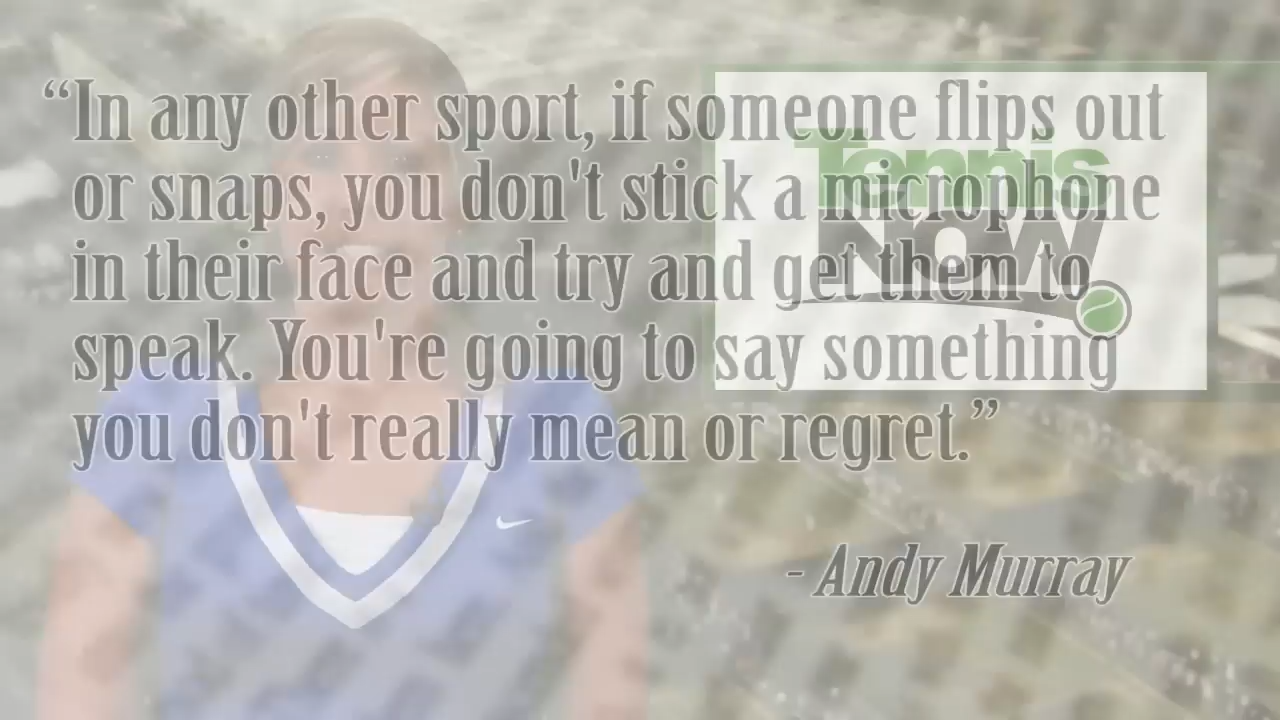 “In any other sport, if someone flips out
or snaps, you don't stick a microphone
in their face and try and get them to
speak. You're going to say something
you don't really mean or regret.”
- Andy Murray
Tennis
NOW